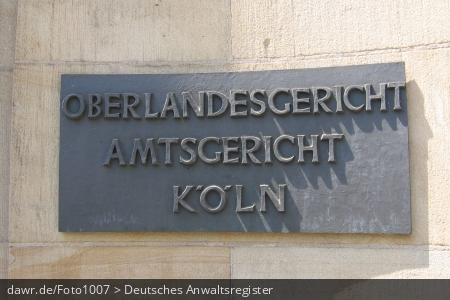 OBERLANDESGERICHT
AMTSGERICHT
KÖLN
dawr.de/Foto1007 > Deutsches Anwaltsregister